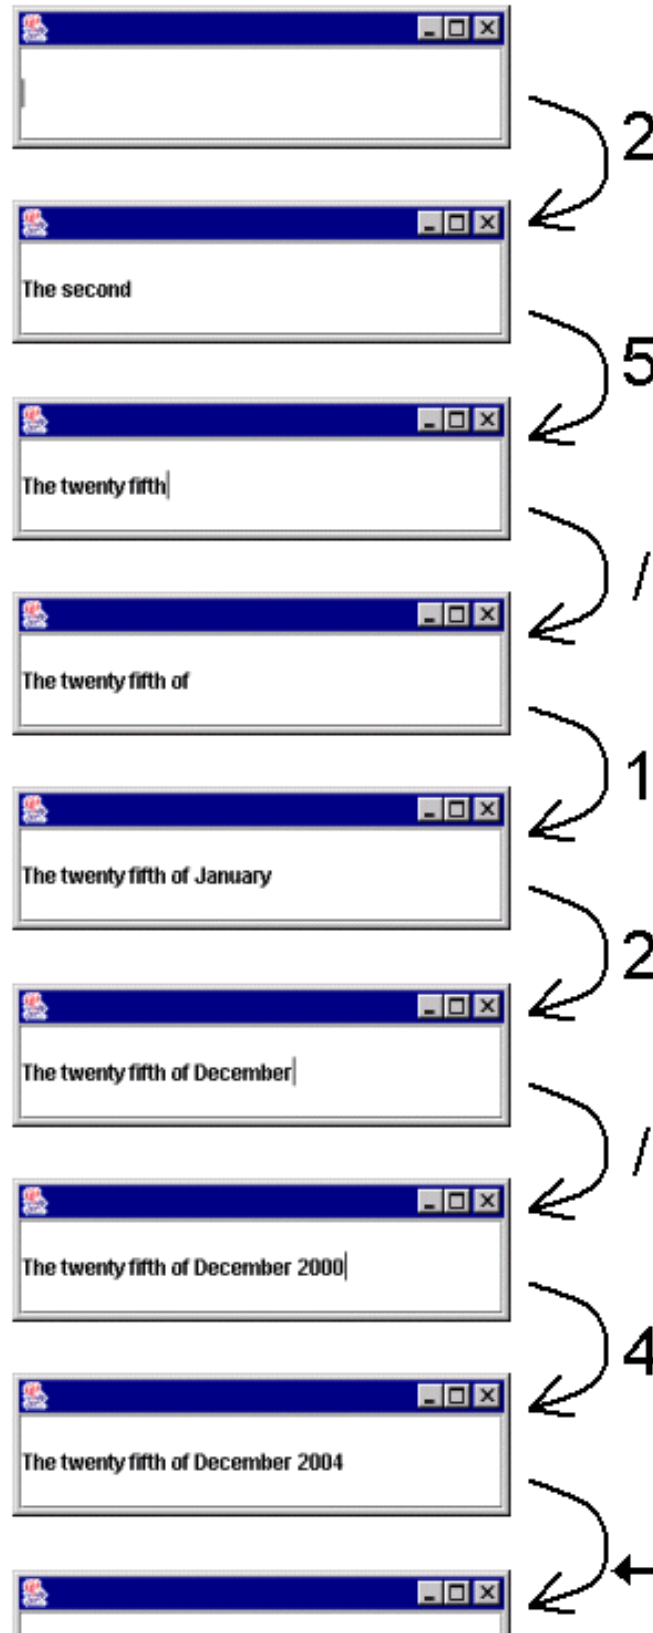 2
The second
5
The twenty fifth
/
The twenty fifth of
1
The twenty fifth of January
2
The twenty fifth of December
/
The twenty fifth of December 2000
4
The twenty fifth of December 2004